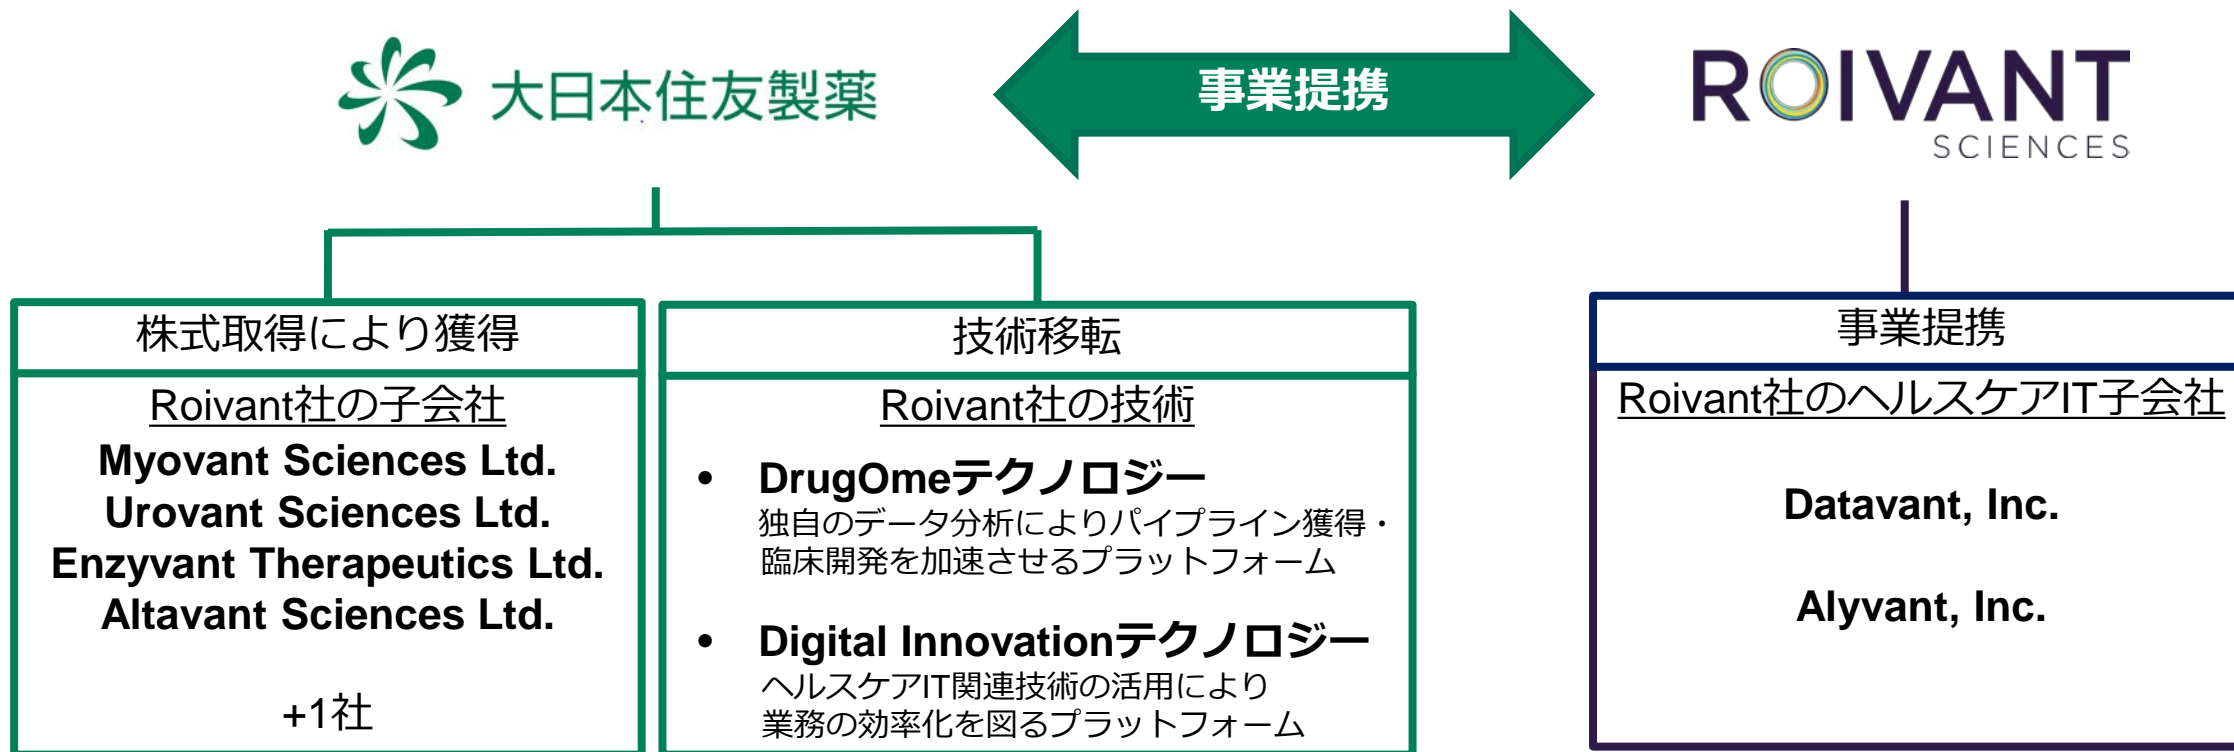 大日本住友製薬
事業提携
ROIVANT
SCIENCES
株式取得により獲得
Roivant社の子会社
Myovant Sciences Ltd.
Urovant Sciences Ltd.
Enzyvant Therapeutics Ltd.
Altavant Sciences Ltd.
+1社
技術移転
Roivant社の技術
• DrugOmeテクノロジー
独自のデータ分析によりパイプライン獲得・
臨床開発を加速させるプラットフォーム
• Digital Innovationテクノロジー
ヘルスケアIT関連技術の活用により
業務の効率化を図るプラットフォーム
事業提携
Roivant社のヘルスケアIT子会社
Datavant, Inc.
Alyvant, Inc.